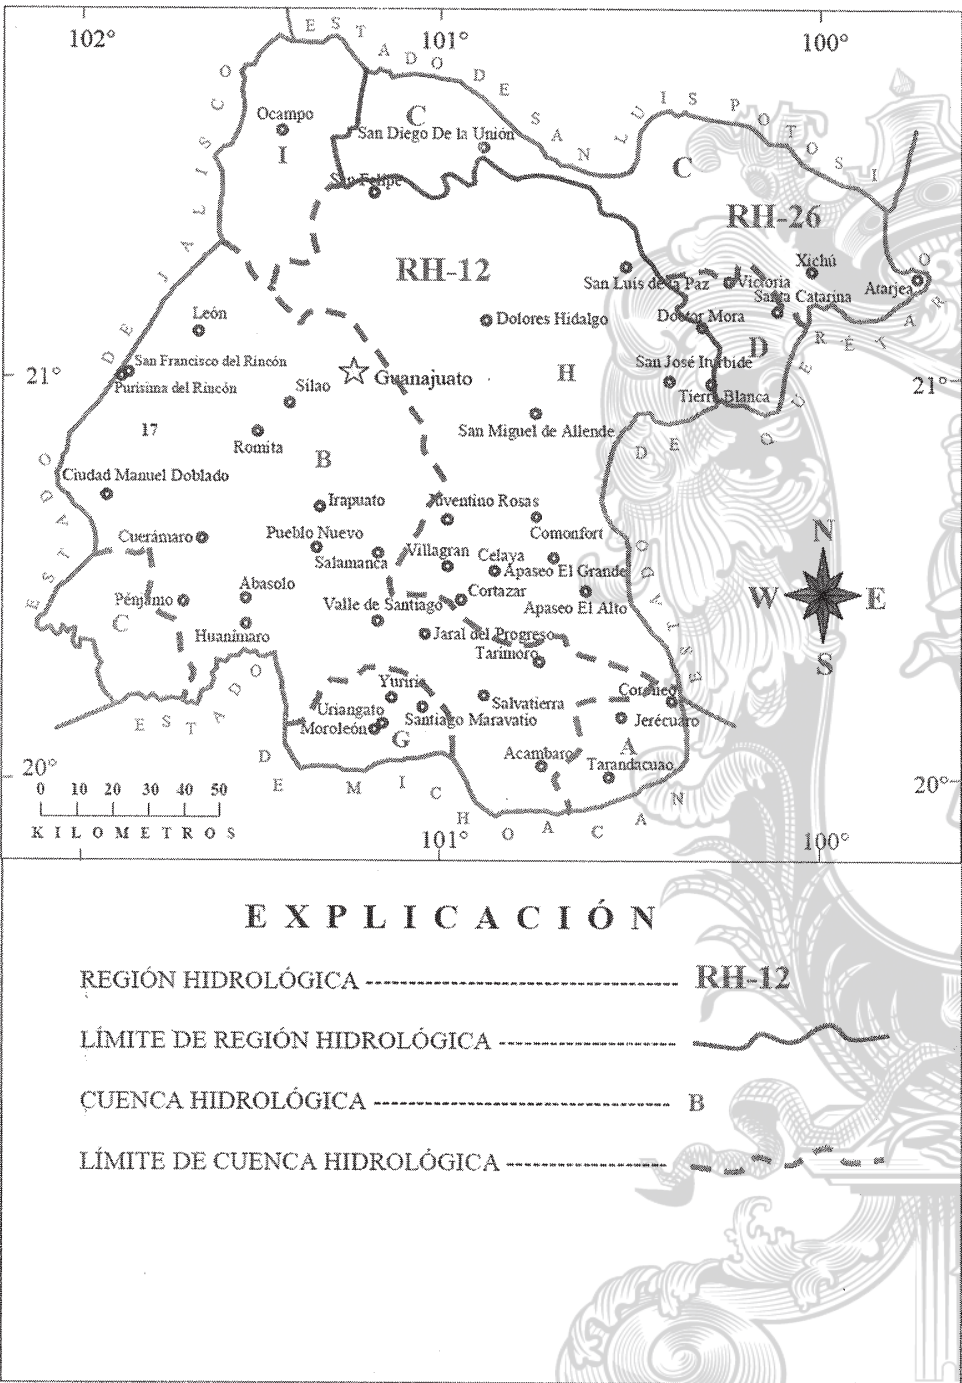 102° 101° 100°
ESTADO DE SAN LUIS POTOSI
ESTADO DE JALISCO
Ocampo
C
San Diego De la Unión
I
C
San Felipe
RH-26
RH-12
Xichú
San Luis de la Paz
Victoria
Atarjea
Santa Catarina
León
Dolores Hidalgo
Doctor Mora
D
San Francisco del Rincón
San José Iturbide
21°
Purisima del Rincón
Silao
Guanajuato
H
21°
Tierra Blanca
17
Romita
San Miguel de Allende
ESTADO DE QUERÉTARO
B
Ciudad Manuel Doblado
Irapuato
Juventino Rosas
Cuerámaro
Pueblo Nuevo
Comonfort
N
Salamanca
Villagran
Celaya
Apaseo El Grande
Abasolo
Cortazar
W
E
Pénjamo
Valle de Santiago
Apaseo El Alto
C
Huanímaro
Jaral del Progreso
S
Tarimoro
Yuriria
Coroneo
Uriangato
Salvatierra
Santiago Maravatio
Jerécuaro
Moroleón
G
A
Acambaro
Tarandacuao
ESTADO DE MICHOACAN
20° 20°
0 10 20 30 40 50
KILOMETROS
101° 100°
EXPLICACIÓN
REGIÓN HIDROLÓGICA ---------- RH-12
LÍMITE DE REGIÓN HIDROLÓGICA ----------
CUENCA HIDROLÓGICA ---------- B
LÍMITE DE CUENCA HIDROLÓGICA ----------